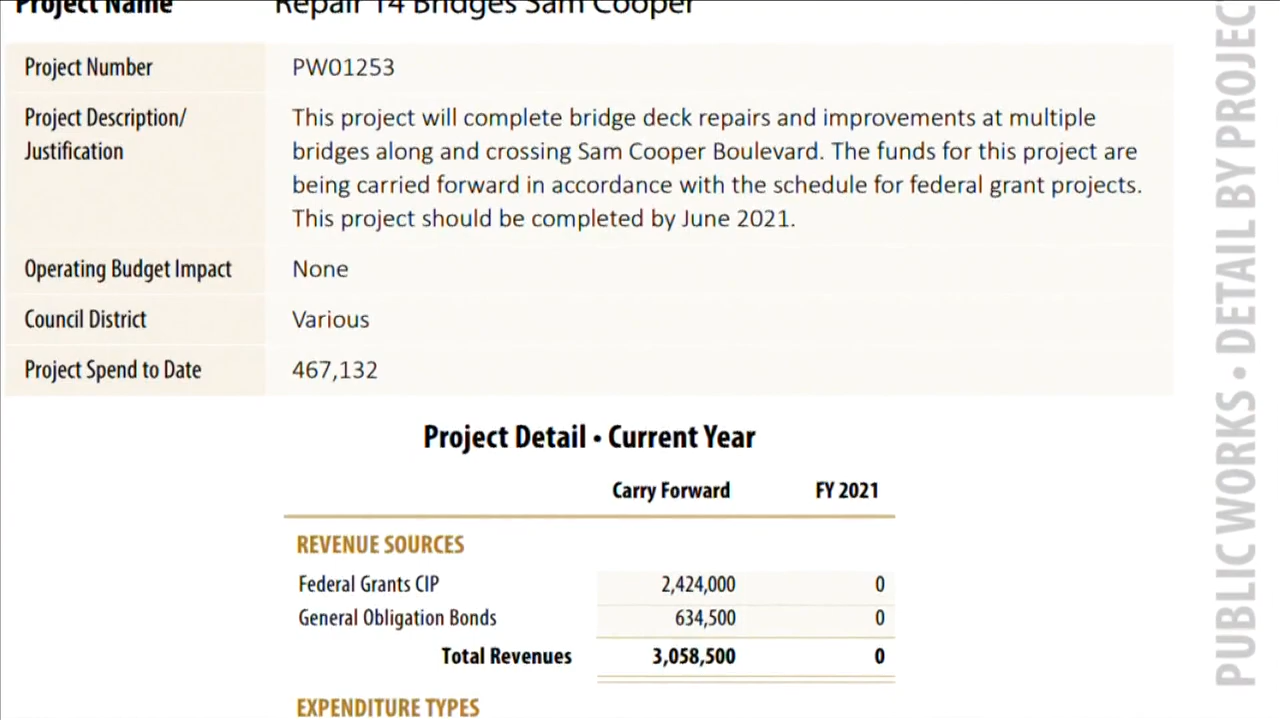 Project Name Repair 14 Bridges Sam Cooper
Project Number PW01253
Project Description/ This project will complete bridge deck repairs and improvements at multiple
Justification bridges along and crossing Sam Cooper Boulevard. The funds for this project are
being carried forward in accordance with the schedule for federal grant projects.
This project should be completed by June 2021.
Operating Budget Impact None
Council District Various
Project Spend to Date 467,132
Project Detail • Current Year
Carry Forward FY 2021
REVENUE SOURCES
Federal Grants CIP 2,424,000 0
General Obligation Bonds 634,500 0
Total Revenues 3,058,500 0
EXPENDITURE TYPES
PUBLIC WORKS • DETAIL BY PROJEC